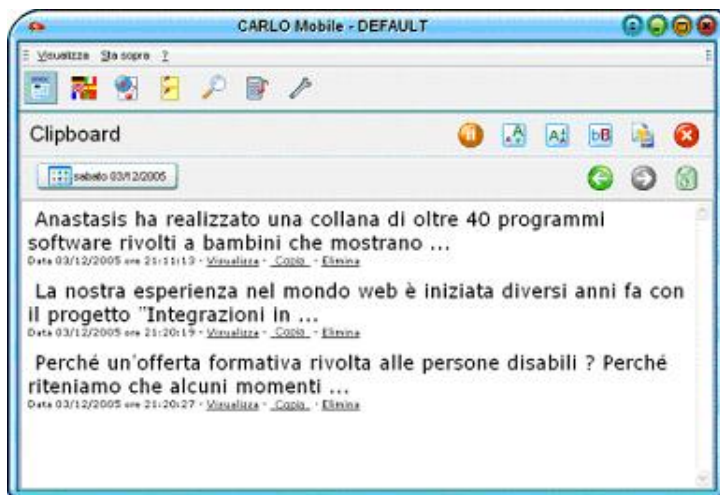 CARLO Mobile - DEFAULT
Visualizza Sta sopra ?
Clipboard
bB
sabato 03/12/2005
Anastasis ha realizzato una collana di oltre 40 programmi
software rivolti a bambini che mostrano ...
Data 03/12/2005 ore 21:11:13 - Visualizza - Copia - Elimina
La nostra esperienza nel mondo web è iniziata diversi anni fa con
il progetto "Integrazioni in ...
Data 03/12/2005 ore 21:20:19 - Visualizza - Copia - Elimina
Perché un'offerta formativa rivolta alle persone disabili ? Perché
riteniamo che alcuni momenti ...
Data 03/12/2005 ore 21:20:27 - Visualizza - Copia - Elimina